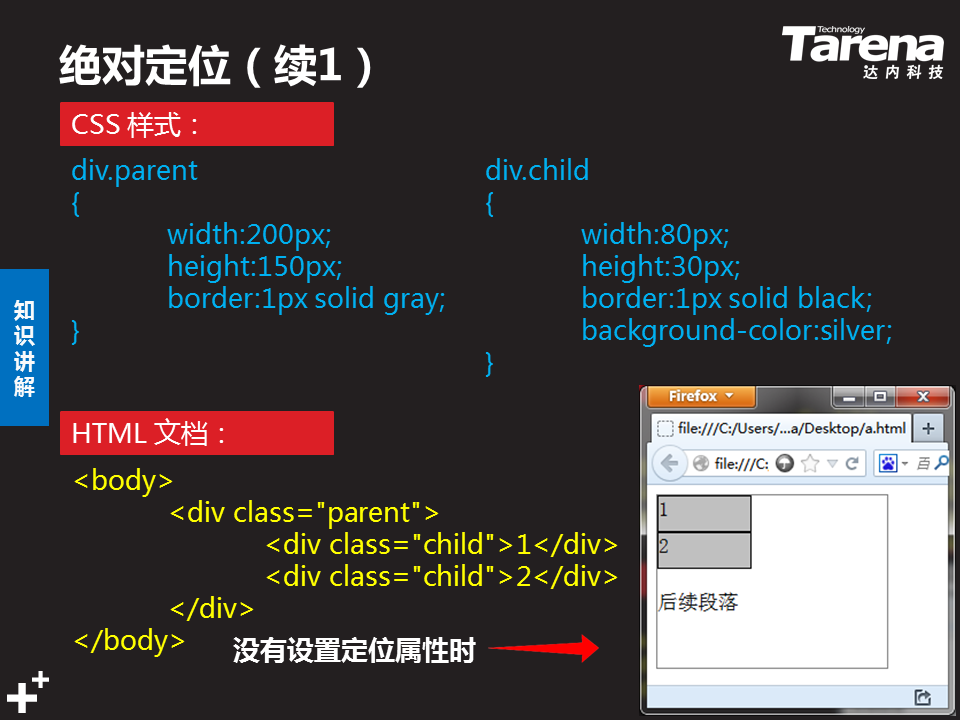 绝对定位（续1）
Technology
Tarena
达内科技
CSS 样式：
div.parent
{
width:200px;
height:150px;
border:1px solid gray;
}
div.child
{
width:80px;
height:30px;
border:1px solid black;
background-color:silver;
}
知识讲解
HTML 文档：
<body>
<div class="parent">
<div class="child">1</div>
<div class="child">2</div>
</div>
</body>
没有设置定位属性时
Firefox
file:///C:/Users/...a/Desktop/a.html
file:///C:
百
1
2
后续段落